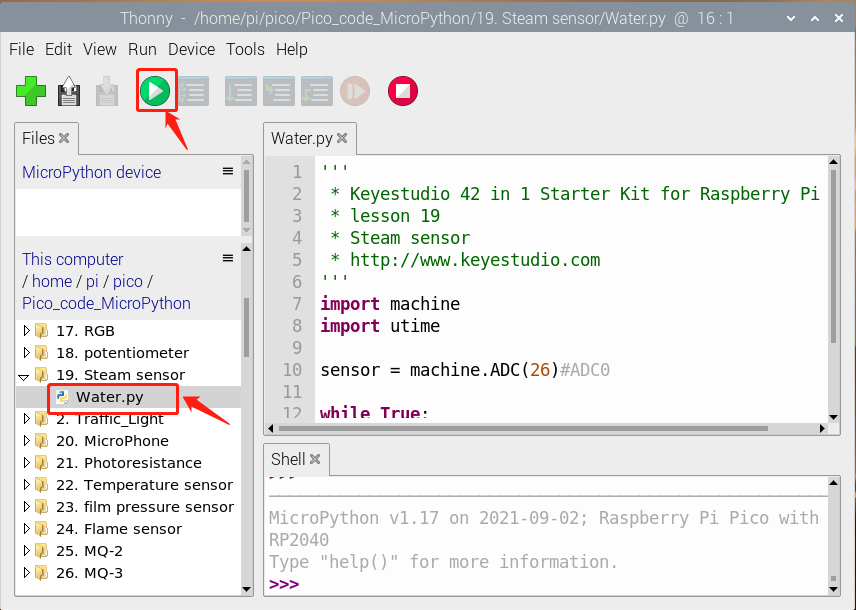 Thonny - /home/pi/pico/Pico_code_MicroPython/19. Steam sensor/Water.py @ 16 : 1
File Edit View Run Device Tools Help
Files
MicroPython device
This computer
/ home / pi / pico /
Pico_code_MicroPython
17. RGB
18. potentiometer
19. Steam sensor
Water.py
2. Traffic_Light
20. MicroPhone
21. Photoresistance
22. Temperature sensor
23. film pressure sensor
24. Flame sensor
25. MQ-2
26. MQ-3
Water.py
1 '''
2 * Keyestudio 42 in 1 Starter Kit for Raspberry Pi
3 * lesson 19
4 * Steam sensor
5 * http://www.keyestudio.com
6 '''
7 import machine
8 import utime
9
10 sensor = machine.ADC(26)#ADC0
11
12 while True:
Shell
>>>
MicroPython v1.17 on 2021-09-02; Raspberry Pi Pico with
RP2040
Type "help()" for more information.
>>>